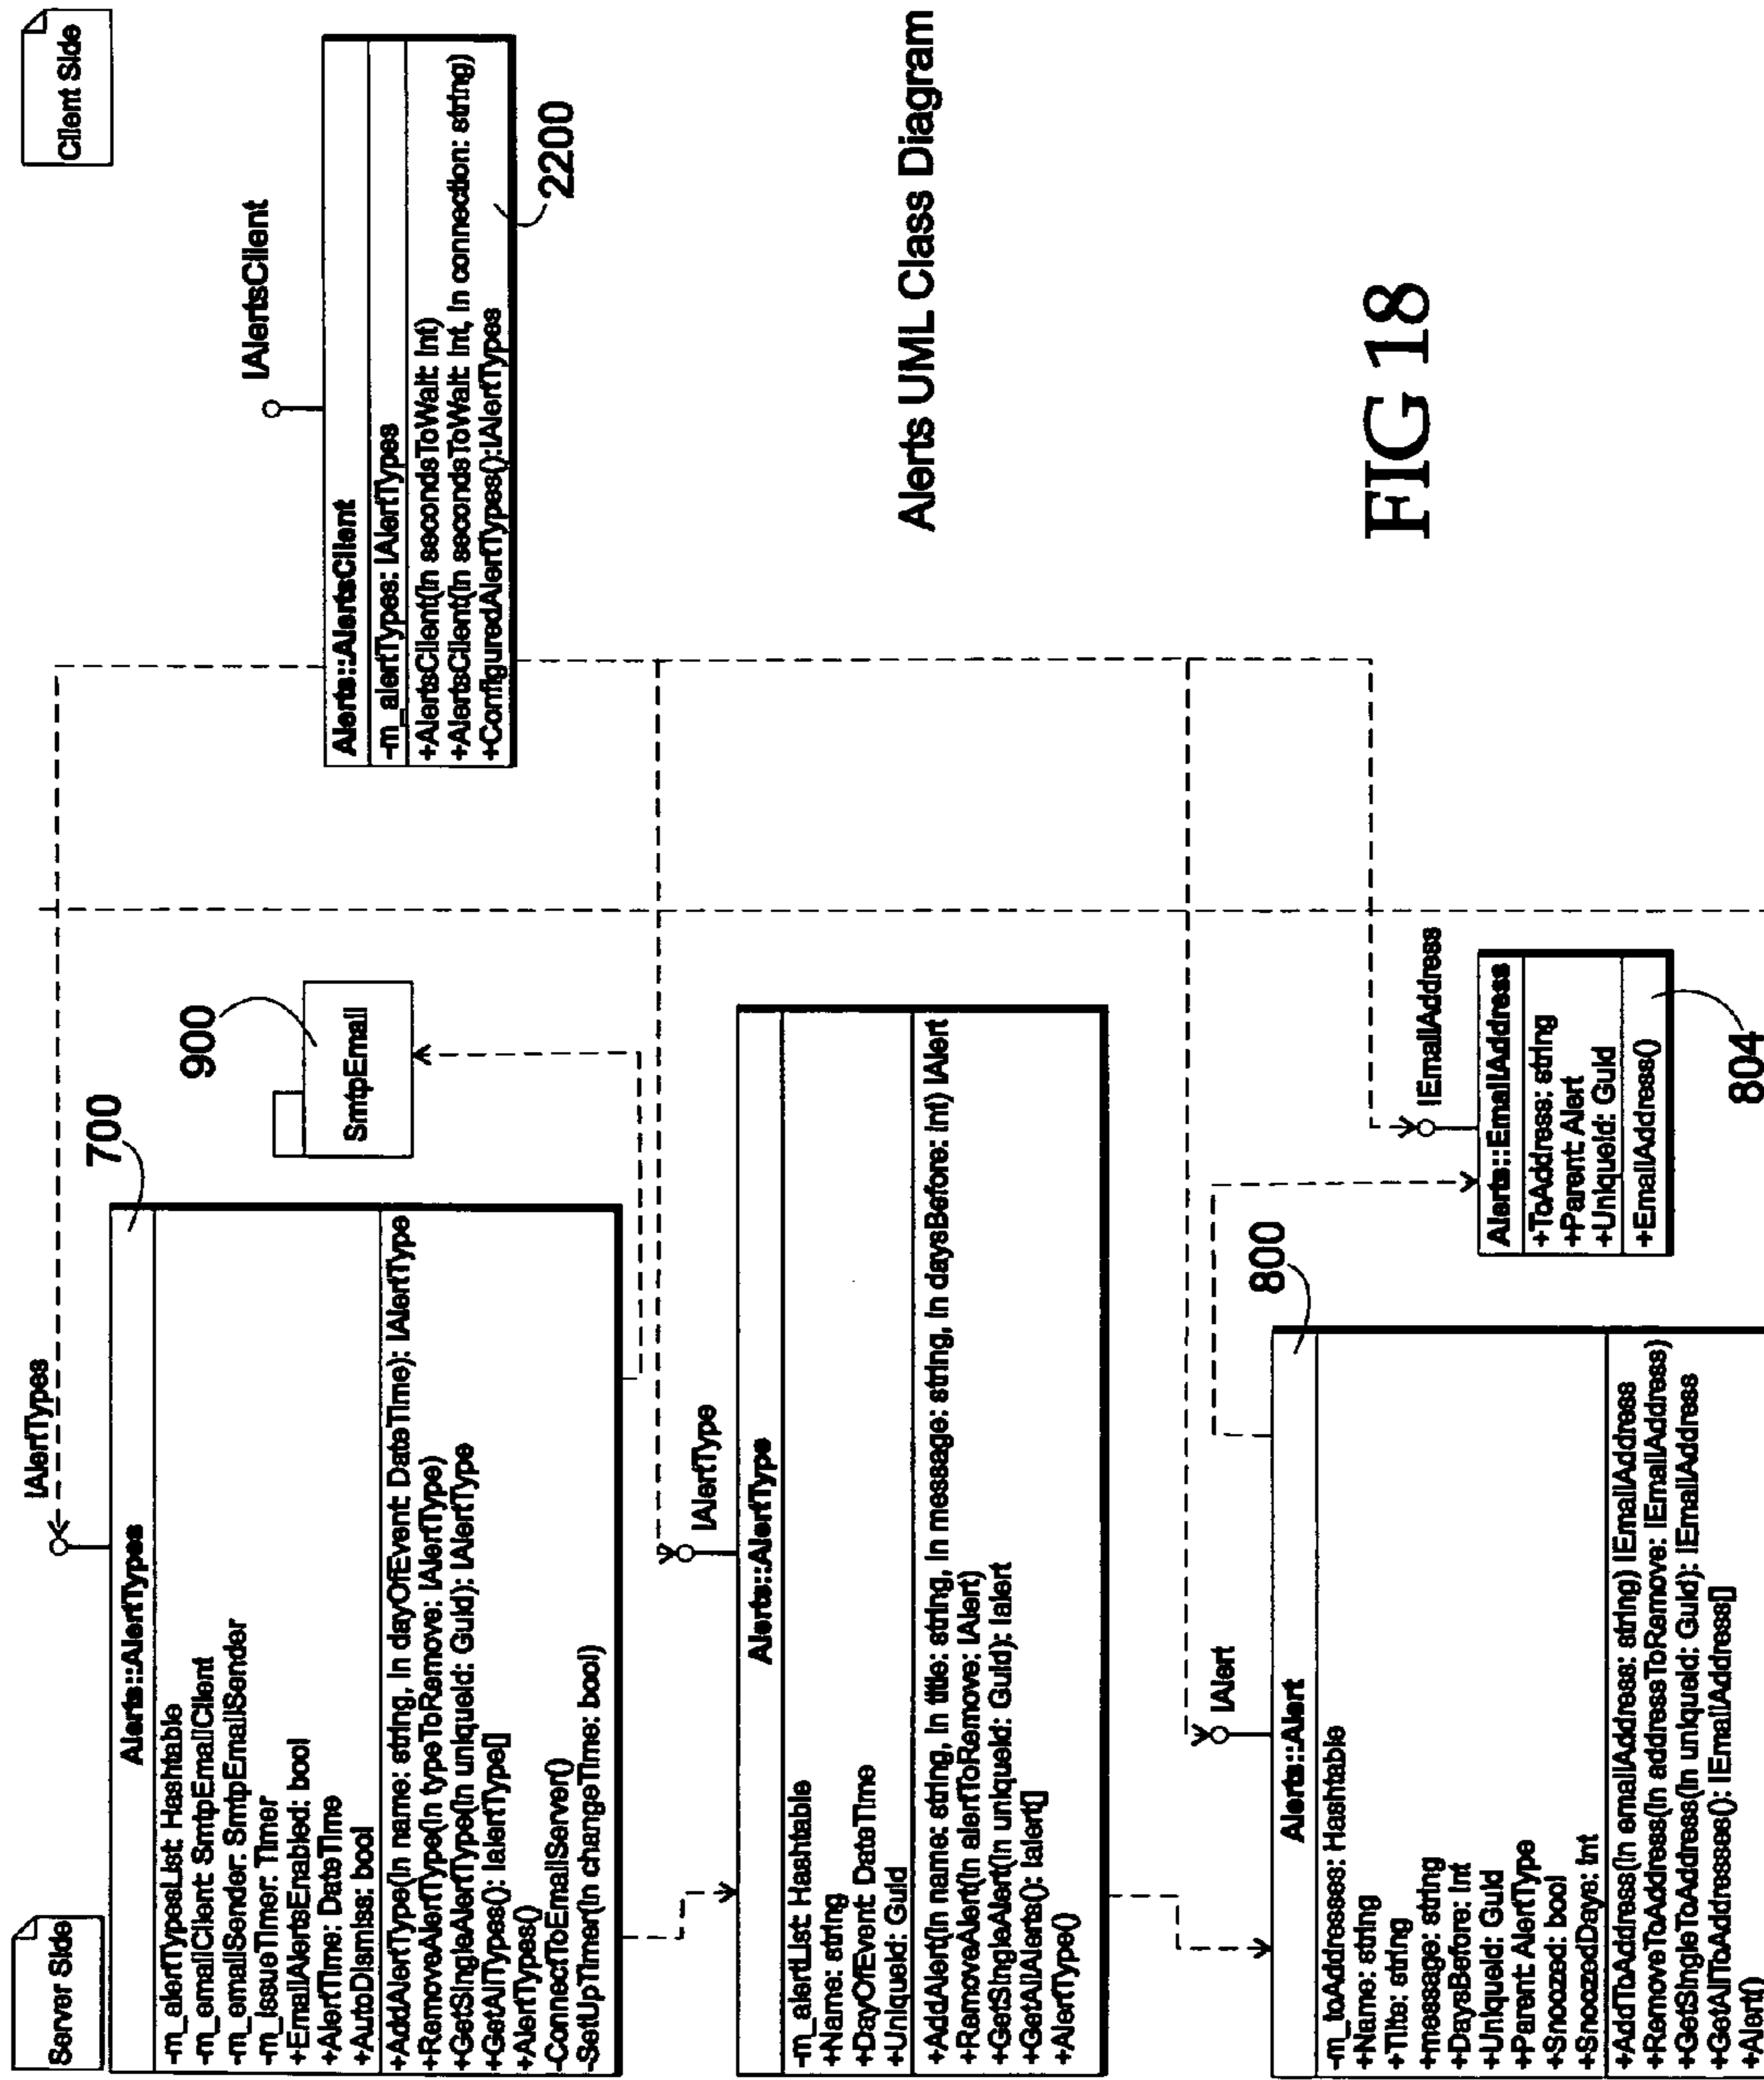 Server Side
Client Side
IAlertTypes
700
Alerts::AlertTypes
-m_alertTypesList: Hashtable
-m_emailClient: SmtpEmailClient
-m_emailSender: SmtpEmailSender
-m_issueTimer: Timer
+EmailAlertsEnabled: bool
+AlertTime: DateTime
+AutoDismiss: bool
+AddAlertType(in name: string, in dayOfEvent: DateTime): IAlertType
+RemoveAlertType(in typeToRemove: IAlertType)
+GetSingleAlertType(in uniqueId: Guid): IAlertType
+GetAlTypes(): IalertType[]
+AlertTypes()
-ConnectToEmailServer()
-SetUpTimer(in changeTime: bool)
900
SmtpEmail
IAlertsClient
Alerts::AlertsClient
-m_alertTypes: IAlertTypes
+AlertsClient(in secondsToWait: int)
+AlertsClient(in secondsToWait: int, in connection: string)
+ConfiguredAlertTypes():IAlertTypes
2200
IAlertType
Alerts::AlertType
-m_alertList: Hashtable
+Name: string
+DayOfEvent: DateTime
+UniqueId: Guid
+AddAlert(in name: string, in title: string, in message: string, in daysBefore: int) IAlert
+RemoveAlert(in alertToRemove: IAlert)
+GetSingleAlert(in uniqueId: Guid): Ialert
+GetAllAlerts(): Ialert[]
+AlertType()
Alerts UML Class Diagram
IAlert
800
Alerts::Alert
-m_toAddresses: Hashtable
+Name: string
+Title: string
+message: string
+DaysBefore: int
+UniqueId: Guid
+Parent: AlertType
+Snoozed: bool
+SnoozedDays: int
+AddToAddress(in emailAddress: string) IEmailAddress
+RemoveToAddress(in addressToRemove: IEmailAddress)
+GetSingleToAddress(in uniqueId: Guid): IEmailAddress
+GetAllToAddresses(): IEmailAddress[]
+Alert()
IEmailAddress
Alerts::EmailAddress
+ToAddress: string
+Parent: Alert
+UniqueId: Guid
+EmailAddress()
804
FIG 18